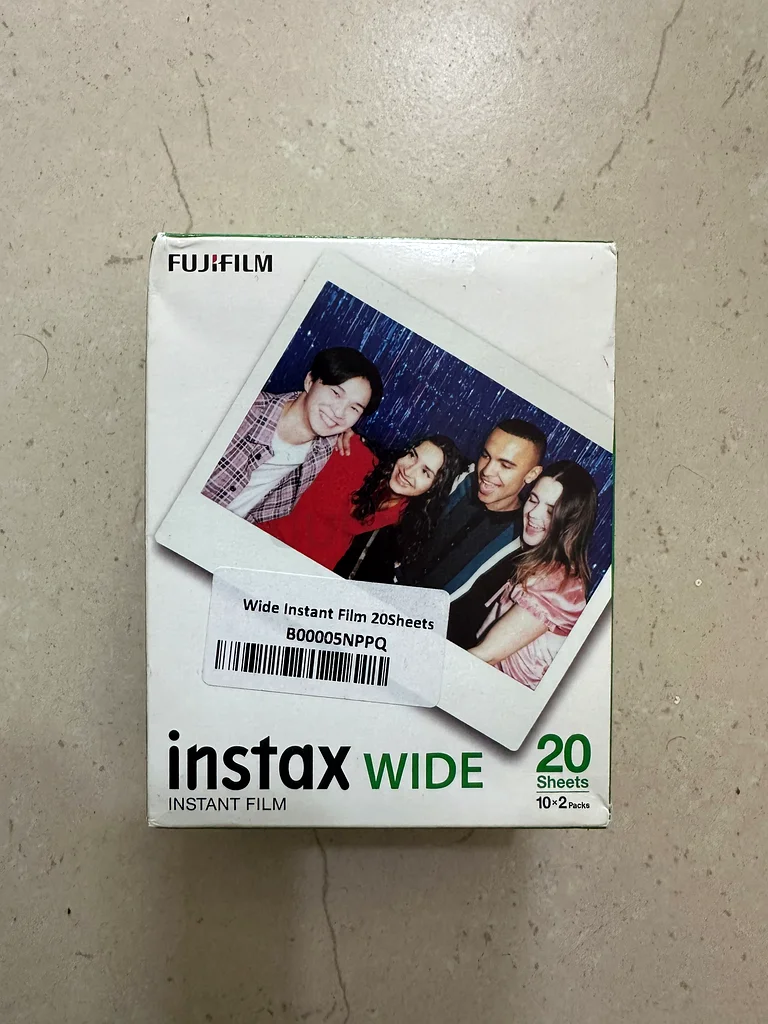 FUJIFILM
Wide Instant Film 20Sheets
B00005NPPQ
instax WIDE
INSTANT FILM
20
Sheets
10×2 Packs